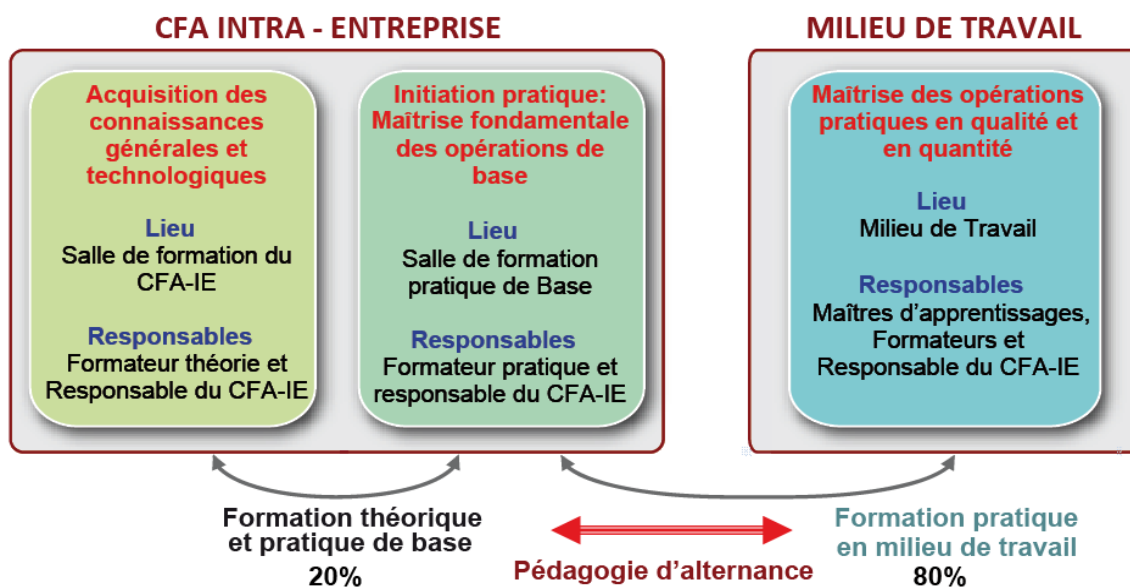 CFA INTRA - ENTREPRISE
Acquisition des
connaissances
générales et
technologiques
Lieu
Salle de formation du
CFA-IE
Responsables
Formateur théorie et
Responsable du CFA-IE
Initiation pratique:
Maîtrise fondamentale
des opérations de
base
Lieu
Salle de formation
pratique de Base
Responsables
Formateur pratique et
responsable du CFA-IE
MILIEU DE TRAVAIL
Maîtrise des opérations
pratiques en qualité et
en quantité
Lieu
Milieu de Travail
Responsables
Maîtres d'apprentissages,
Formateurs et
Responsable du CFA-IE
Formation théorique
et pratique de base
20%
Pédagogie d'alternance
Formation pratique
en milieu de travail
80%